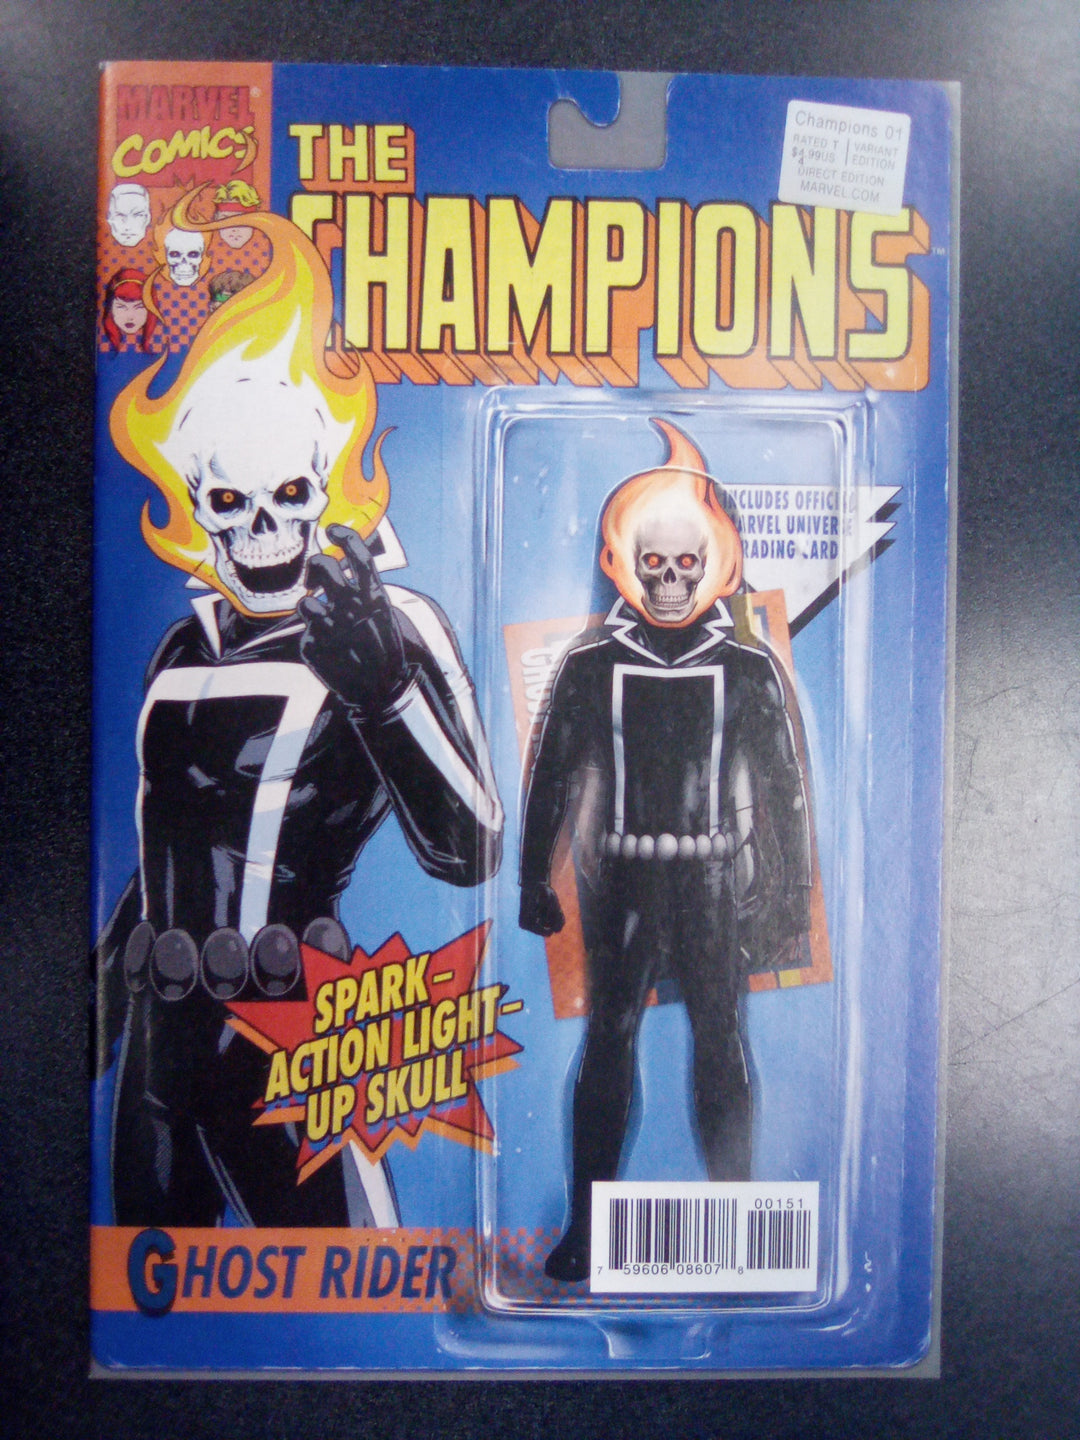 MARVEL®
COMICS
THE
CHAMPIONS™
Champions 01
RATED T
$4.99US
VARIANT
EDITION
DIRECT EDITION
MARVEL.COM
INCLUDES OFFICIAL
MARVEL UNIVERSE
TRADING CARD
SPARK-
ACTION LIGHT-
UP SKULL
GHOST RIDER
00151
7 59606 08607 8